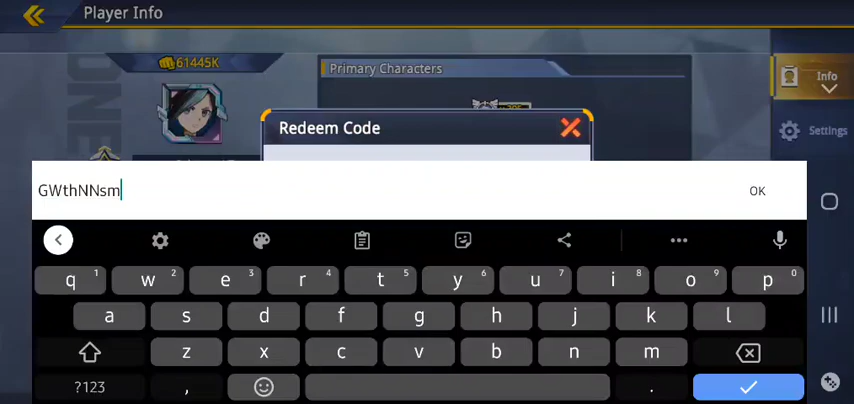 Player Info
61445K
Primary Characters
Info
Redeem Code
Settings
GWthNNsm
OK
q 1 w 2 e 3 r 4 t 5 y 6 u 7 i 8 o 9 p 0
a s d f g h j k l
z x c v b n m
?123 , .